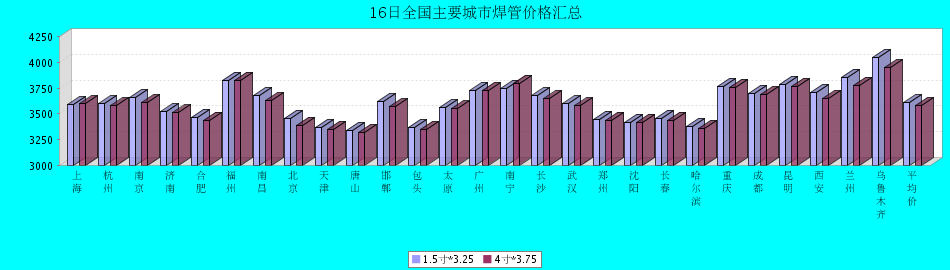 16日全国主要城市焊管价格汇总
4250
4000
3750
3500
3250
3000
上海
杭州
南京
济南
合肥
福州
南昌
北京
天津
唐山
邯郸
包头
太原
广州
南宁
长沙
武汉
郑州
沈阳
长春
哈尔滨
重庆
成都
昆明
西安
兰州
乌鲁木齐
平均价
1.5寸*3.25 4寸*3.75